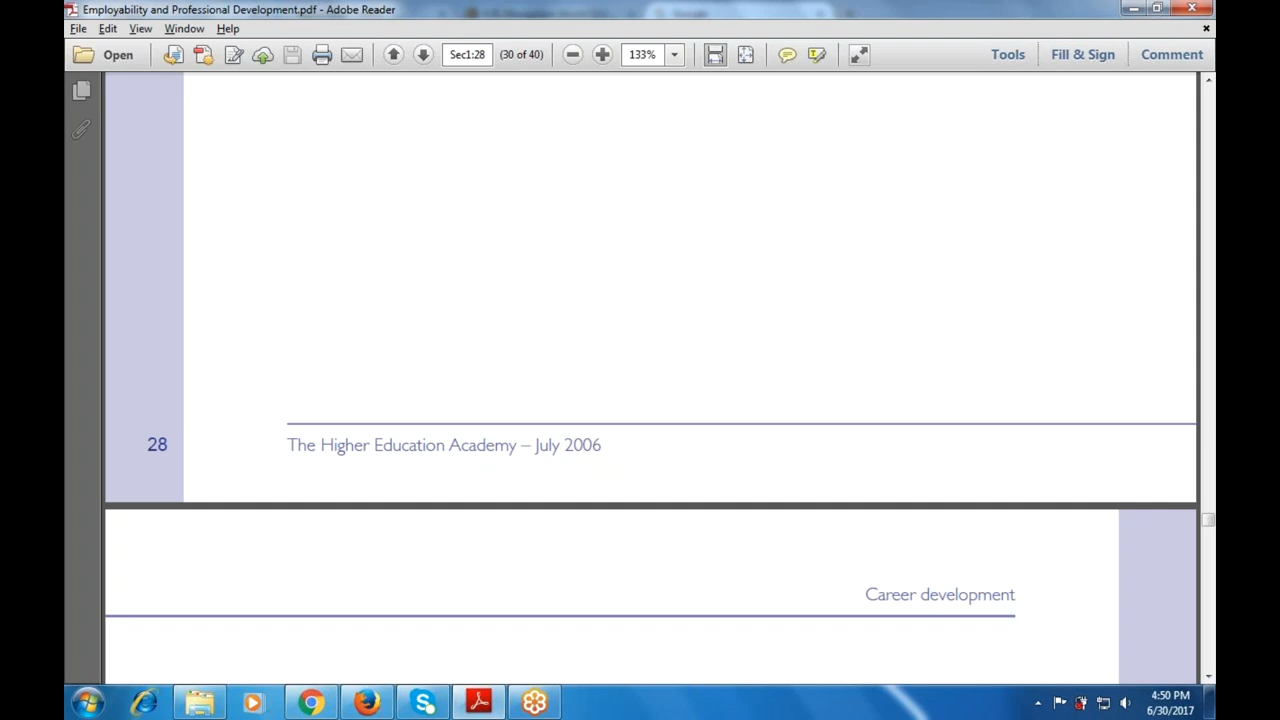 Employability and Professional Development.pdf - Adobe Reader
File Edit View Window Help
Open Sec1:28 (30 of 40) 133% Tools Fill & Sign Comment
28 The Higher Education Academy – July 2006
Career development
4:50 PM
6/30/2017